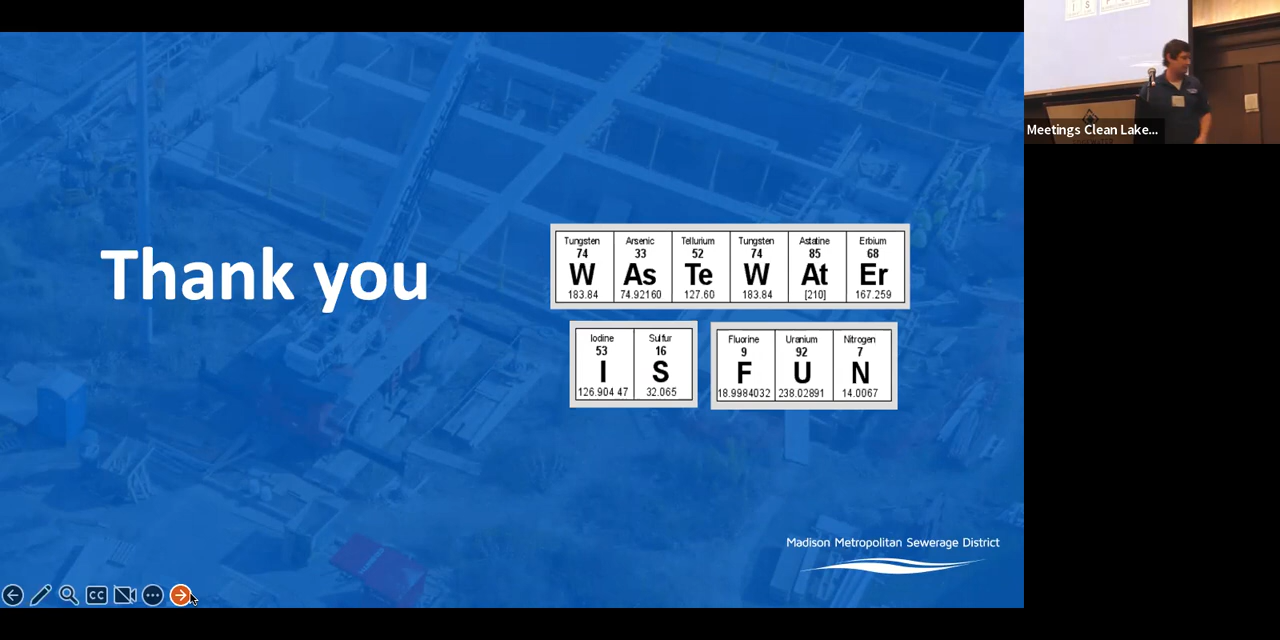 Thank you
Tungsten Arsenic Tellurium Tungsten Astatine Erbium
74 33 52 74 85 68
W As Te W At Er
183.84 74.92160 127.60 183.84 [210] 167.259
Iodine Sulfur
53 16
I S
126.904 47 32.065
Fluorine Uranium Nitrogen
9 92 7
F U N
18.9984032 238.02891 14.0067
Madison Metropolitan Sewerage District
CC
Meetings Clean Lake...
I S